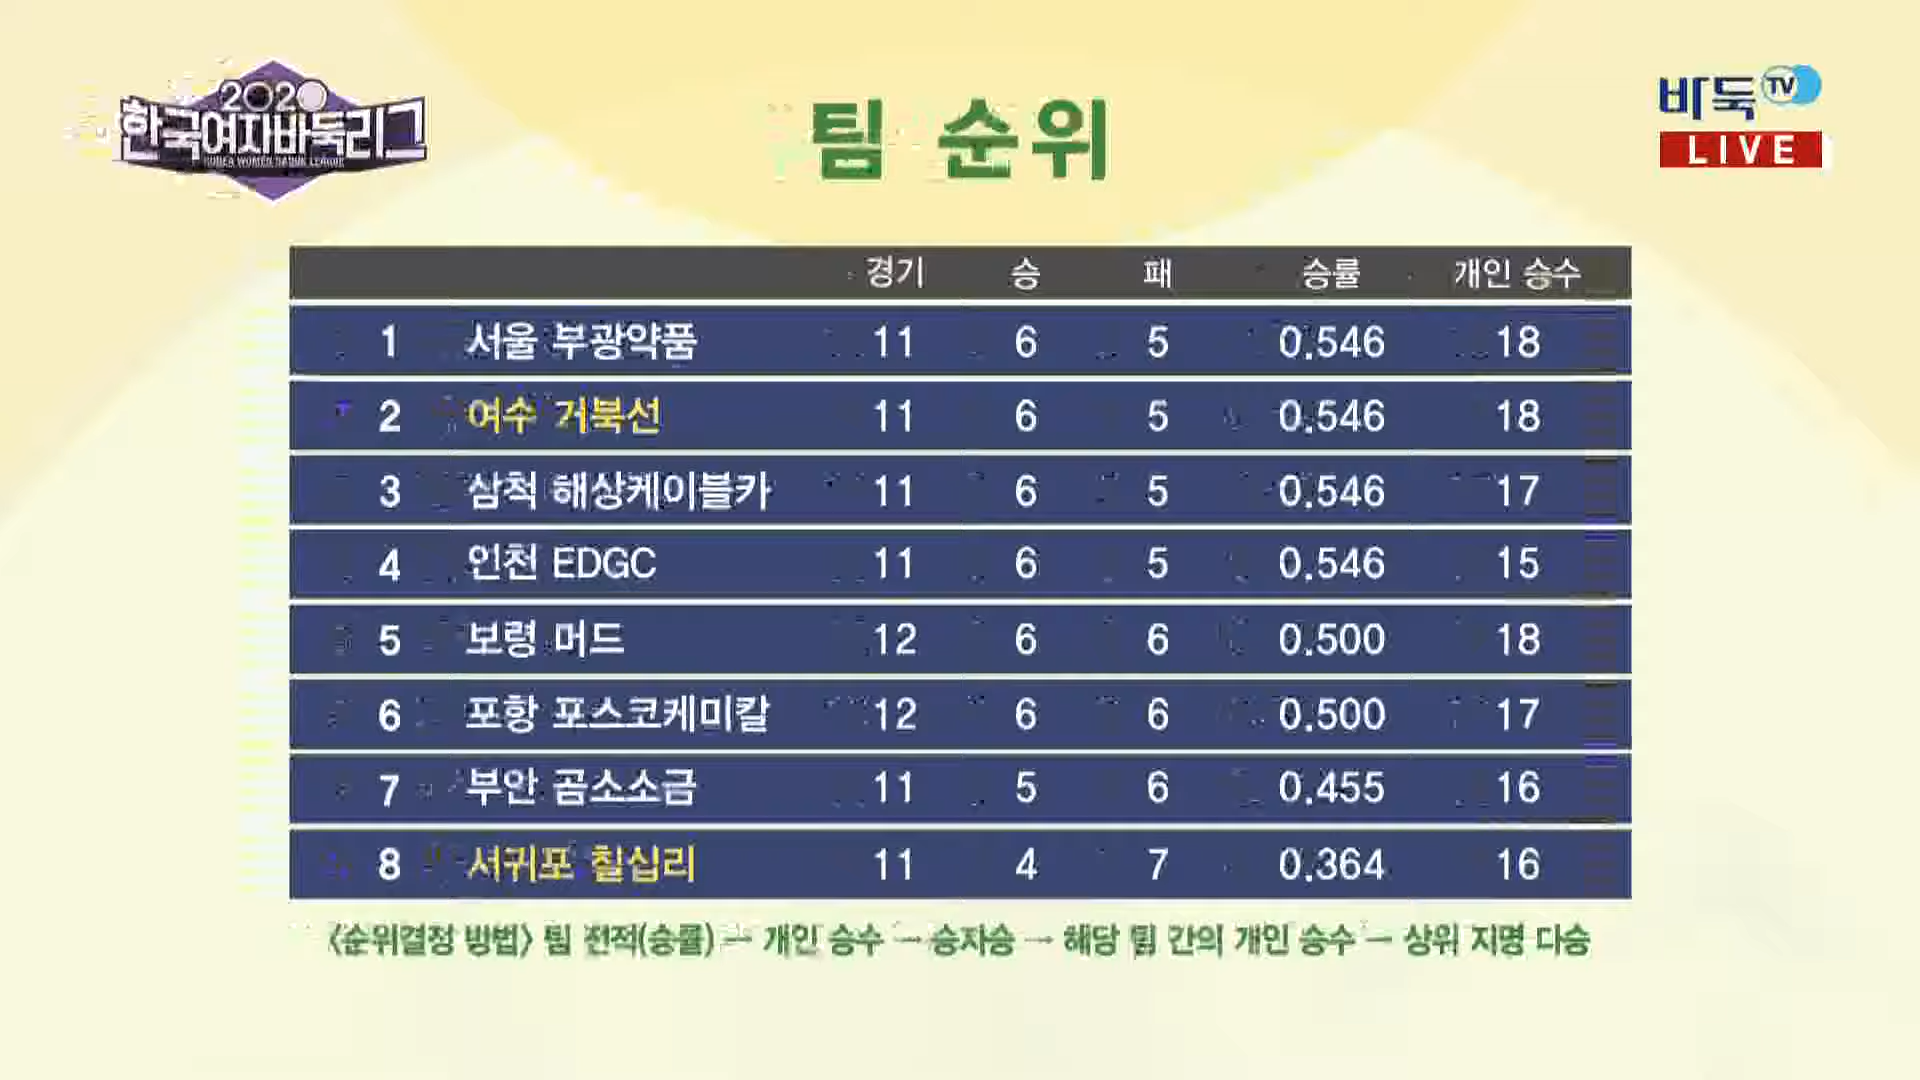 2020
한국여자바둑리그
KOREA WOMEN BADUK LEAGUE
팀 순위
바둑TV
LIVE
경기 승 패 승률 개인 승수
1 서울 부광약품 11 6 5 0.546 18
2 여수 거북선 11 6 5 0.546 18
3 삼척 해상케이블카 11 6 5 0.546 17
4 인천 EDGC 11 6 5 0.546 15
5 보령 머드 12 6 6 0.500 18
6 포항 포스코케미칼 12 6 6 0.500 17
7 부안 곰소소금 11 5 6 0.455 16
8 서귀포 칠십리 11 4 7 0.364 16
〈순위결정 방법〉 팀 전적(승률) → 개인 승수 → 승자승 → 해당 팀 간의 개인 승수 → 상위 지명 다승